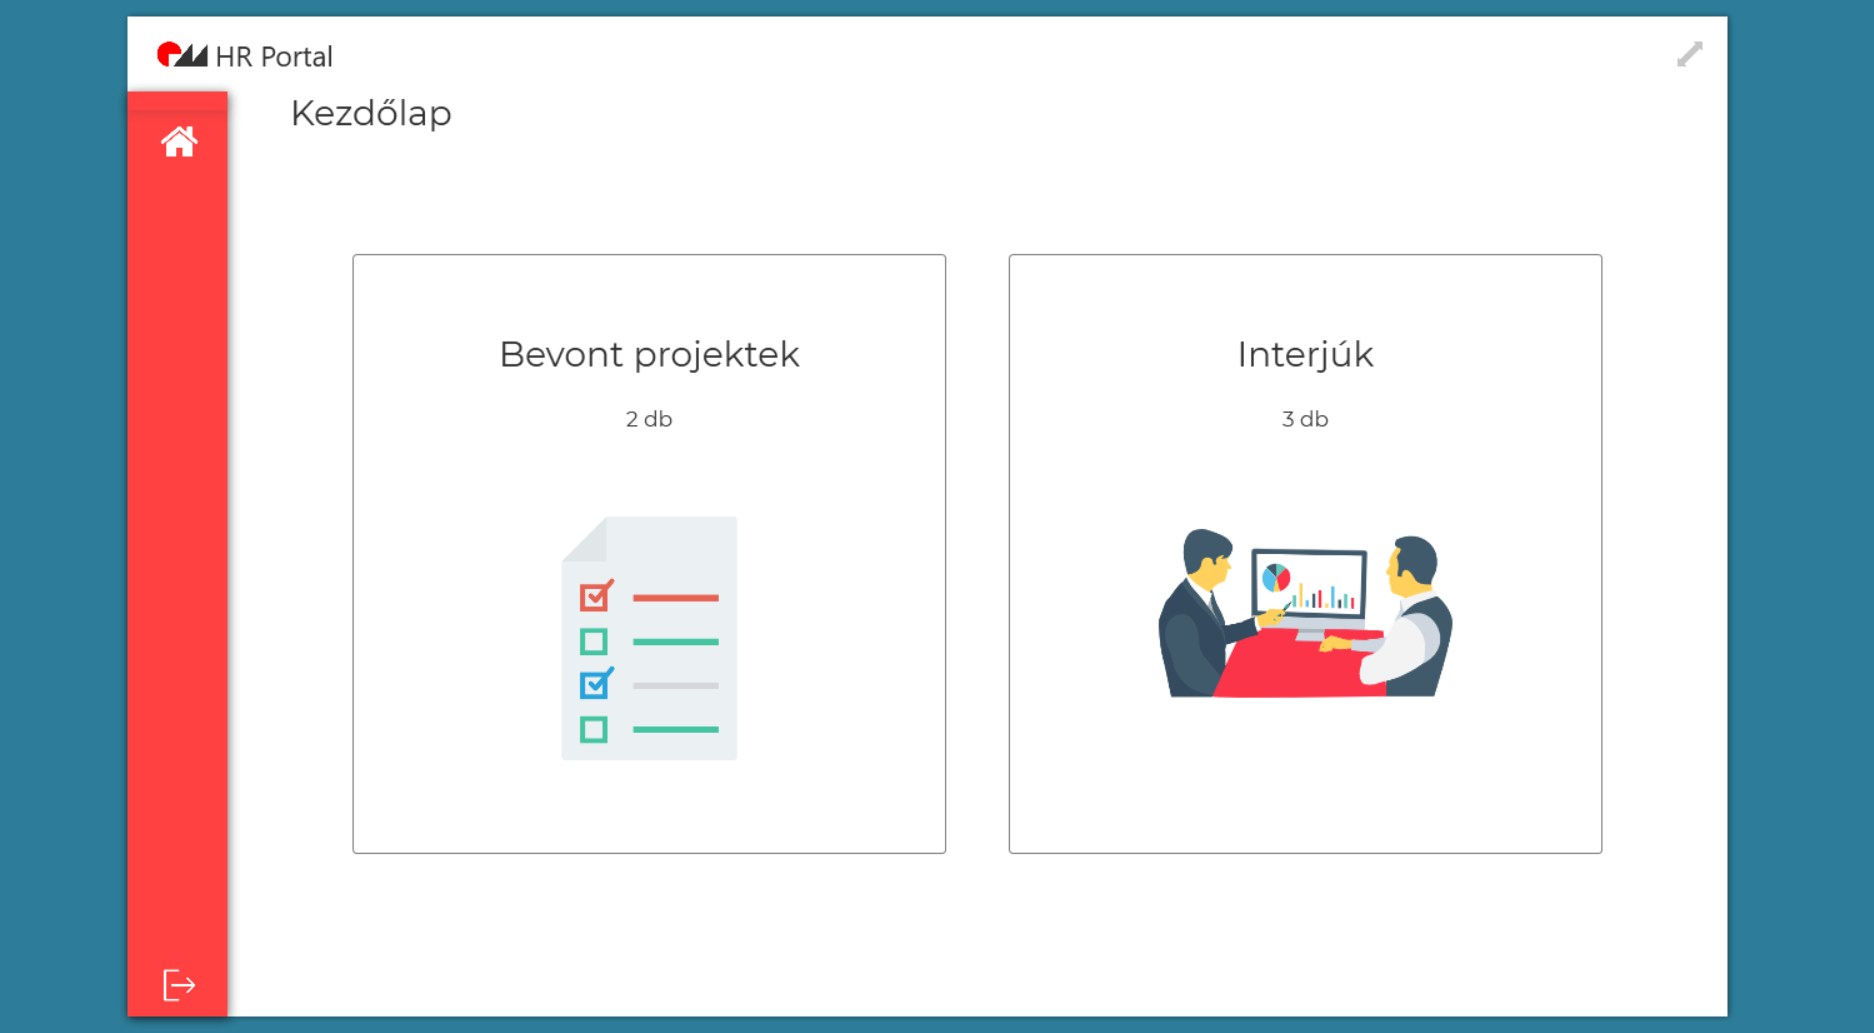 HR Portal
Kezdőlap
Bevont projektek
2 db
Interjúk
3 db